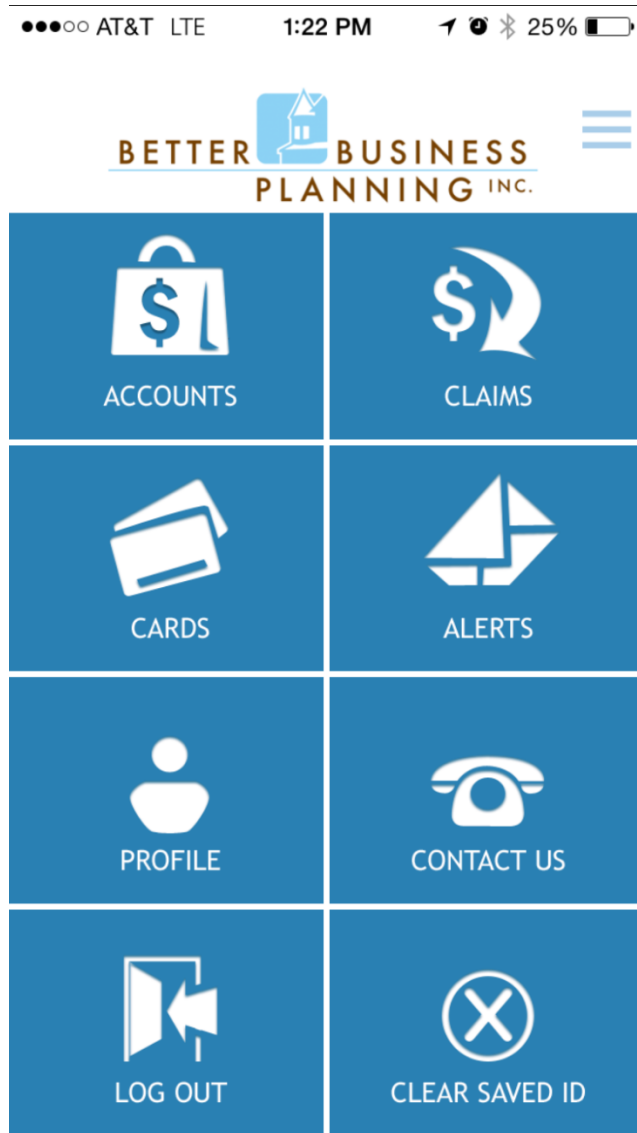 AT&T LTE 1:22 PM 25%
BETTER BUSINESS
PLANNING INC.
$ $
ACCOUNTS CLAIMS
CARDS ALERTS
PROFILE CONTACT US
LOG OUT CLEAR SAVED ID